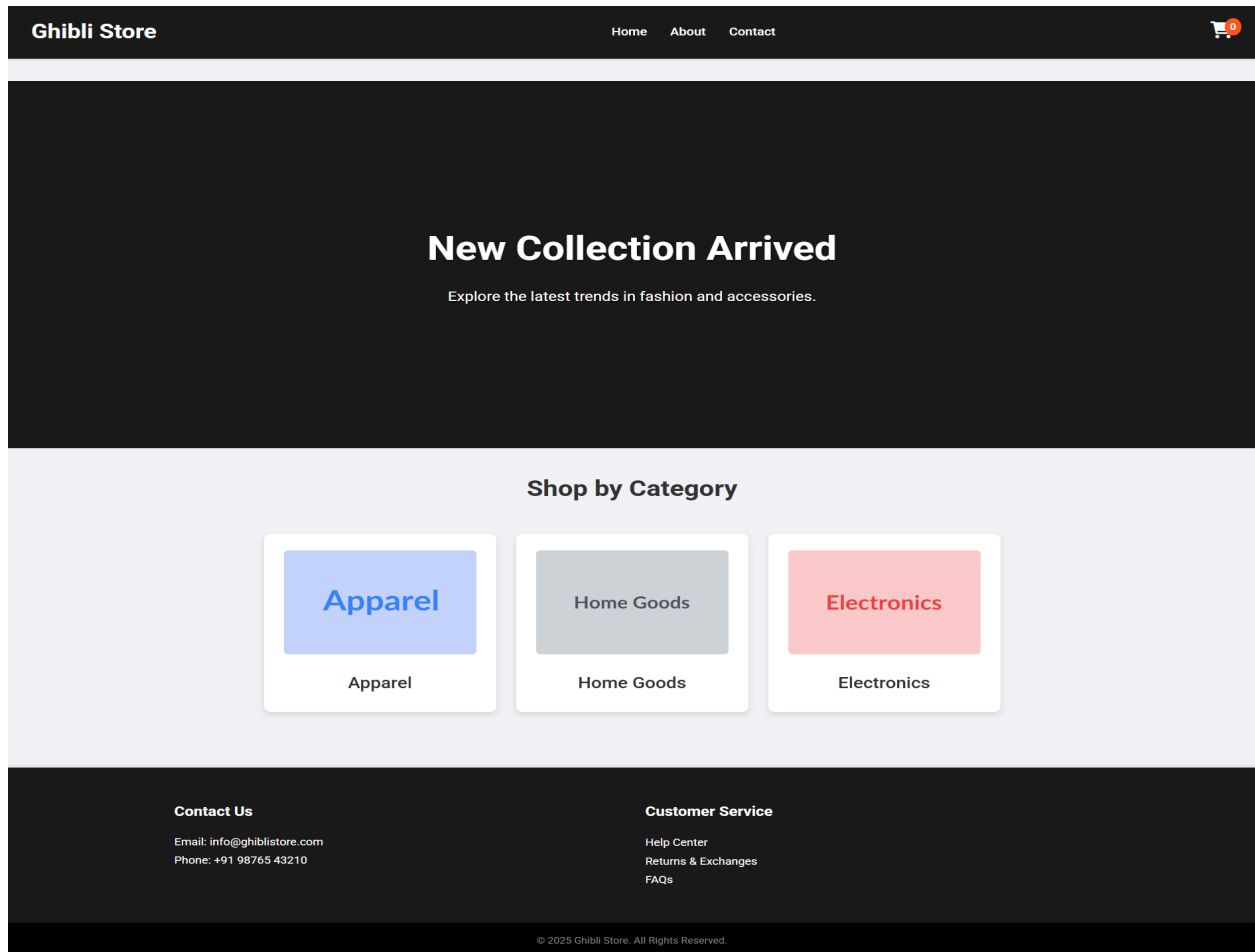 Ghibli Store
Home About Contact
0
New Collection Arrived
Explore the latest trends in fashion and accessories.
Shop by Category
Apparel
Home Goods
Electronics
Apparel
Home Goods
Electronics
Contact Us
Email: info@ghiblistore.com
Phone: +91 98765 43210
Customer Service
Help Center
Returns & Exchanges
FAQs
© 2025 Ghibli Store. All Rights Reserved.